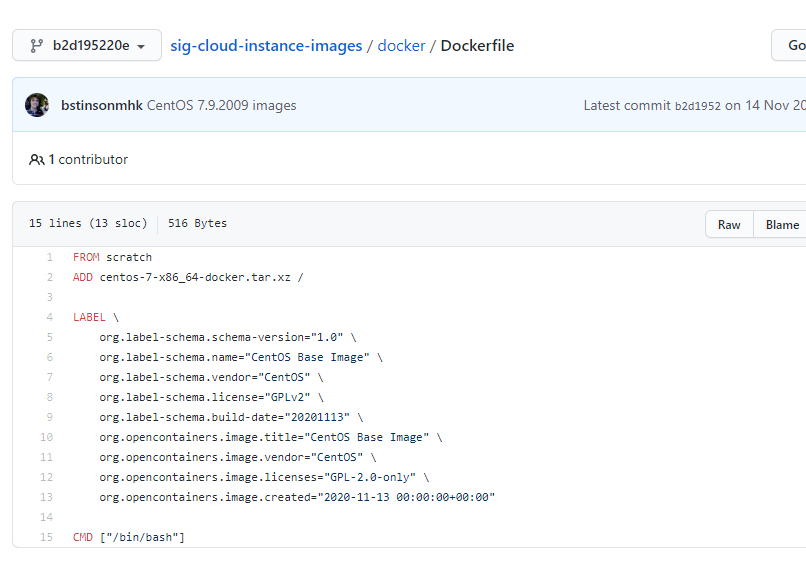 b2d195220e sig-cloud-instance-images / docker / Dockerfile Go
bstinsonmhk CentOS 7.9.2009 images Latest commit b2d1952 on 14 Nov 20
1 contributor
15 lines (13 sloc) 516 Bytes Raw Blame
1 FROM scratch
2 ADD centos-7-x86_64-docker.tar.xz /
3
4 LABEL \
5 org.label-schema.schema-version="1.0" \
6 org.label-schema.name="CentOS Base Image" \
7 org.label-schema.vendor="CentOS" \
8 org.label-schema.license="GPLv2" \
9 org.label-schema.build-date="20201113" \
10 org.opencontainers.image.title="CentOS Base Image" \
11 org.opencontainers.image.vendor="CentOS" \
12 org.opencontainers.image.licenses="GPL-2.0-only" \
13 org.opencontainers.image.created="2020-11-13 00:00:00+00:00"
14
15 CMD ["/bin/bash"]